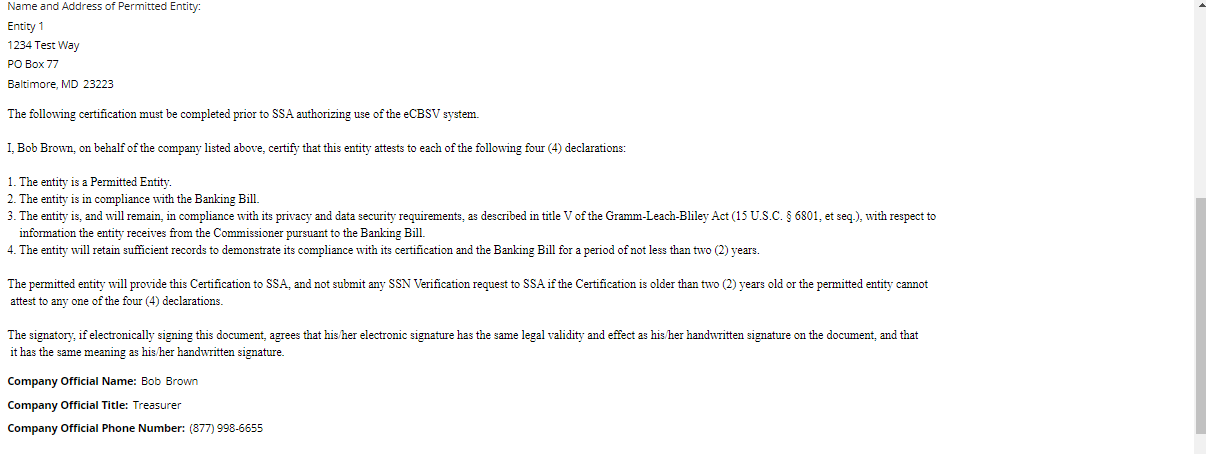 Name and Address of Permitted Entity:
Entity 1
1234 Test Way
PO Box 77
Baltimore, MD 23223
The following certification must be completed prior to SSA authorizing use of the eCBSV system.
I, Bob Brown, on behalf of the company listed above, certify that this entity attests to each of the following four (4) declarations:
1. The entity is a Permitted Entity.
2. The entity is in compliance with the Banking Bill.
3. The entity is, and will remain, in compliance with its privacy and data security requirements, as described in title V of the Gramm-Leach-Bliley Act (15 U.S.C. § 6801, et seq.), with respect to
information the entity receives from the Commissioner pursuant to the Banking Bill.
4. The entity will retain sufficient records to demonstrate its compliance with its certification and the Banking Bill for a period of not less than two (2) years.
The permitted entity will provide this Certification to SSA, and not submit any SSN Verification request to SSA if the Certification is older than two (2) years old or the permitted entity cannot
attest to any one of the four (4) declarations.
The signatory, if electronically signing this document, agrees that his/her electronic signature has the same legal validity and effect as his/her handwritten signature on the document, and that
it has the same meaning as his/her handwritten signature.
Company Official Name: Bob Brown
Company Official Title: Treasurer
Company Official Phone Number: (877) 998-6655